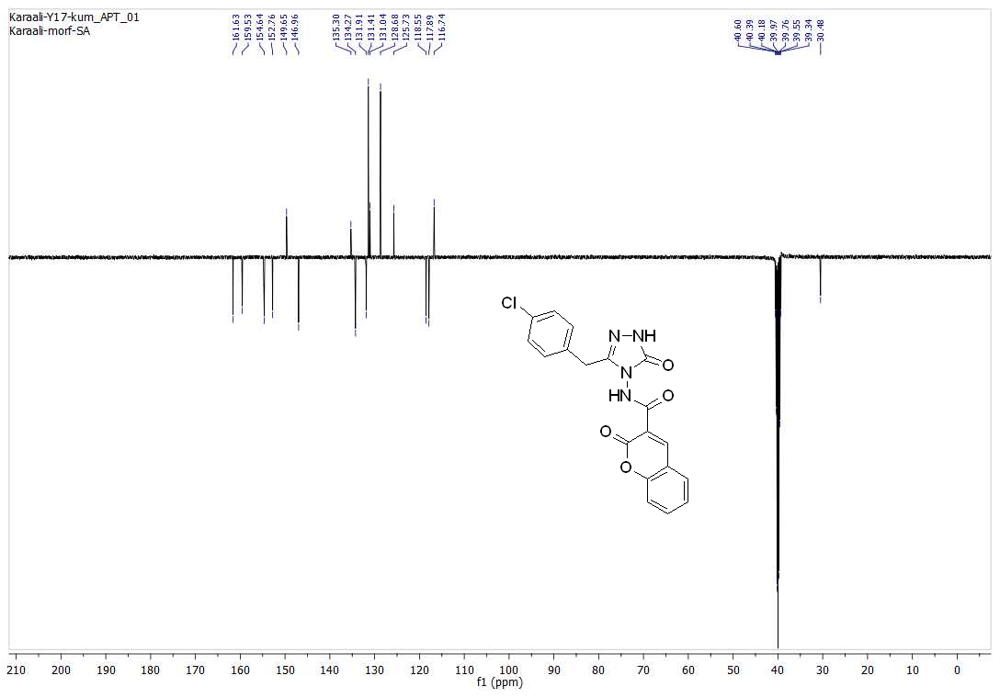 Karaali-Y17-kum_APT_01
Karaali-morf-SA
161.63
159.53
154.64
152.76
149.65
146.96
135.30
134.27
131.91
131.41
131.04
128.68
125.73
118.55
117.89
116.74
40.60
40.39
40.18
39.97
39.76
39.55
39.34
30.48
Cl
N
NH
N
O
HN
O
O
O
210 200 190 180 170 160 150 140 130 120 110 100 90 80 70 60 50 40 30 20 10 0
f1 (ppm)